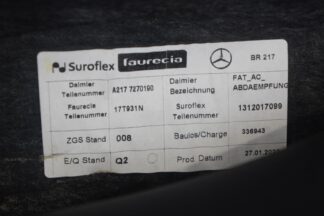 Suroflex faurecia BR 217
Daimler Teilenummer A217 7270190 Daimler Bezeichnung FAT_AC_ ABDAEMPFUNG
Faurecia Teilenummer 17T931N Suroflex Teilenummer 1312017099
ZGS Stand 008 Baulos/Charge 336943
E/Q Stand Q2 Prod. Datum 27.01.